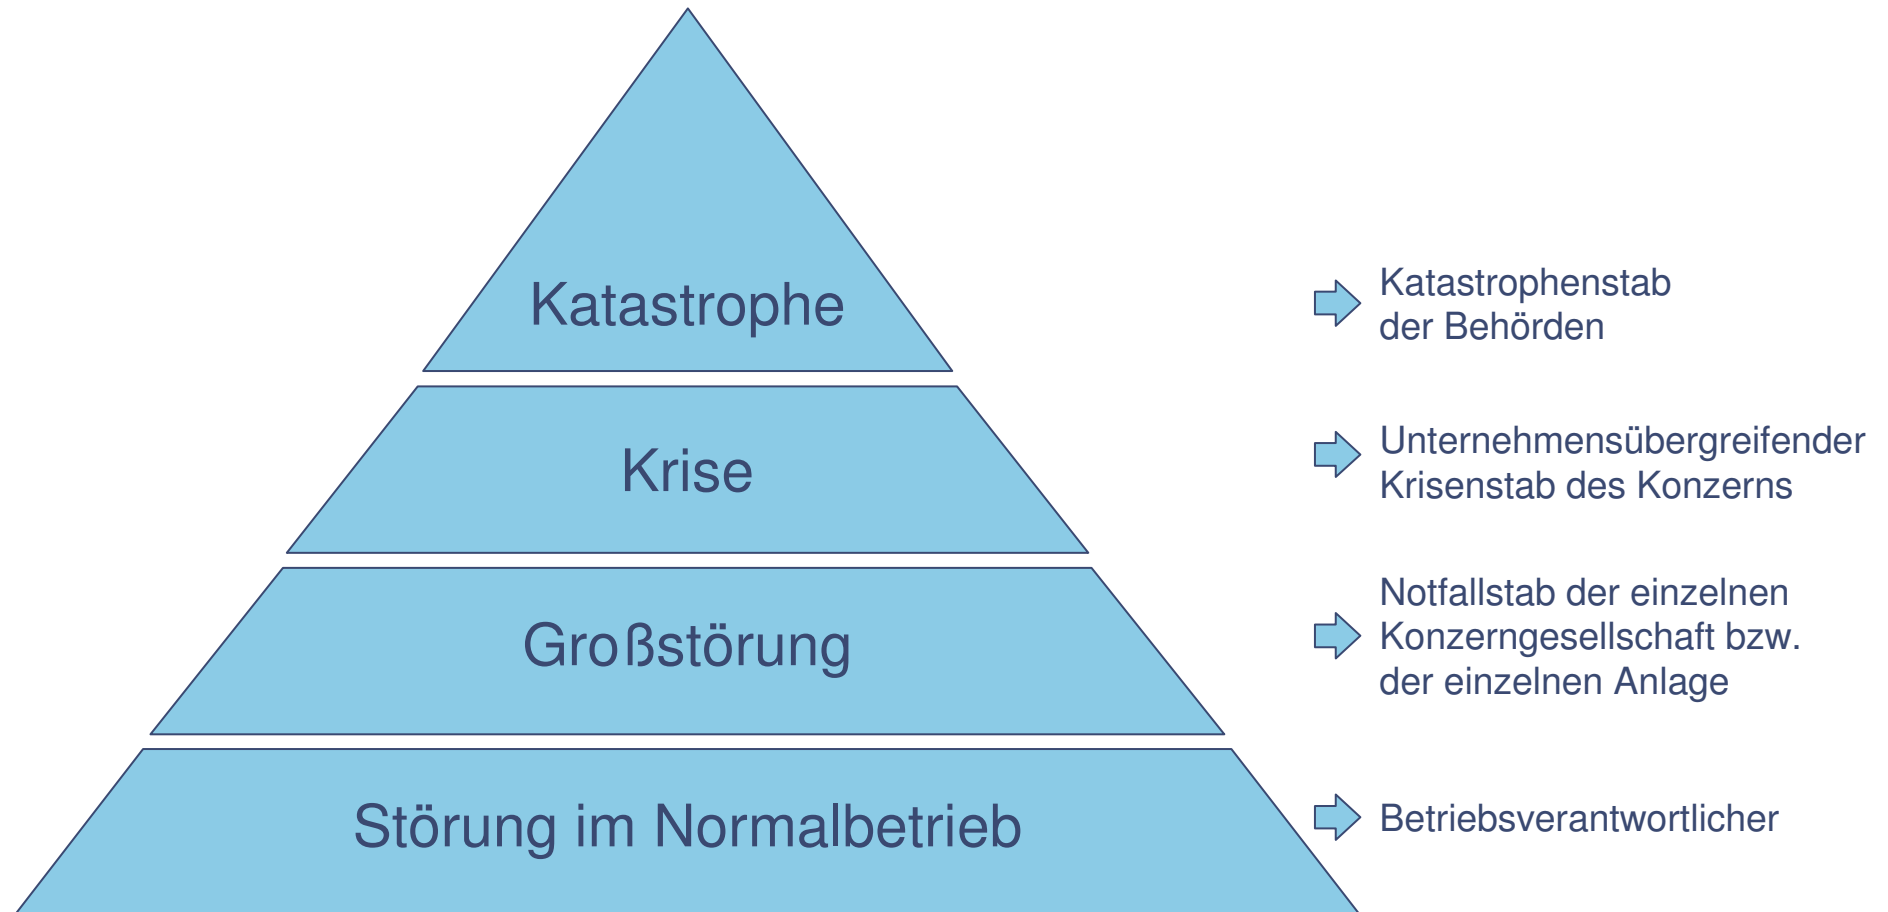 Katastrophe
Katastrophenstab
der Behörden
Krise
Unternehmensübergreifender
Krisenstab des Konzerns
Großstörung
Notfallstab der einzelnen
Konzerngesellschaft bzw.
der einzelnen Anlage
Störung im Normalbetrieb
Betriebsverantwortlicher